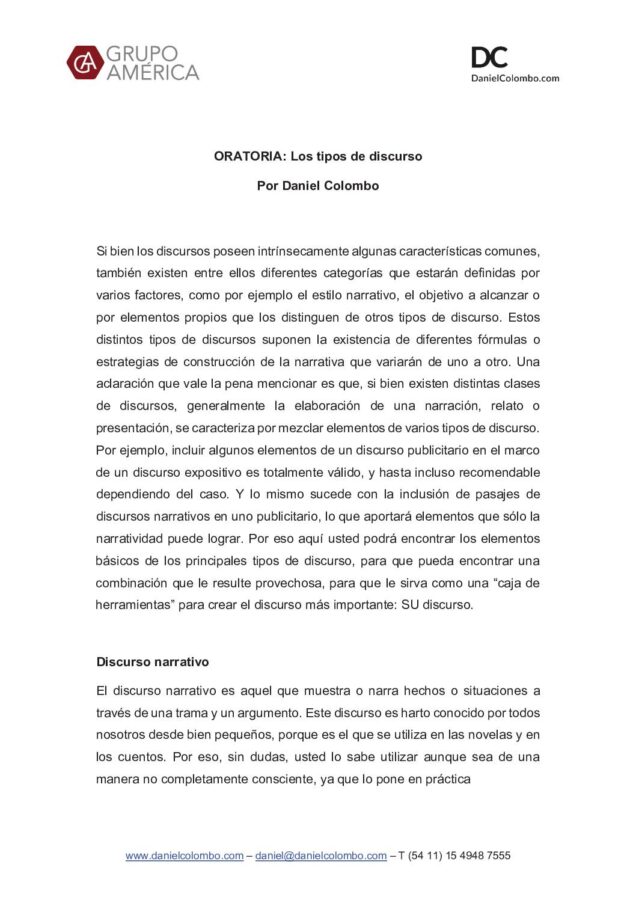 GRUPO
AMÉRICA
DC
DanielColombo.com
ORATORIA: Los tipos de discurso
Por Daniel Colombo
Si bien los discursos poseen intrínsecamente algunas características comunes,
también existen entre ellos diferentes categorías que estarán definidas por
varios factores, como por ejemplo el estilo narrativo, el objetivo a alcanzar o
por elementos propios que los distinguen de otros tipos de discurso. Estos
distintos tipos de discursos suponen la existencia de diferentes fórmulas o
estrategias de construcción de la narrativa que variarán de uno a otro. Una
aclaración que vale la pena mencionar es que, si bien existen distintas clases
de discursos, generalmente la elaboración de una narración, relato o
presentación, se caracteriza por mezclar elementos de varios tipos de discurso.
Por ejemplo, incluir algunos elementos de un discurso publicitario en el marco
de un discurso expositivo es totalmente válido, y hasta incluso recomendable
dependiendo del caso. Y lo mismo sucede con la inclusión de pasajes de
discursos narrativos en uno publicitario, lo que aportará elementos que sólo la
narratividad puede lograr. Por eso aquí usted podrá encontrar los elementos
básicos de los principales tipos de discurso, para que pueda encontrar una
combinación que le resulte provechosa, para que le sirva como una “caja de
herramientas” para crear el discurso más importante: SU discurso.
Discurso narrativo
El discurso narrativo es aquel que muestra o narra hechos o situaciones a
través de una trama y un argumento. Este discurso es harto conocido por todos
nosotros desde bien pequeños, porque es el que se utiliza en las novelas y en
los cuentos. Por eso, sin dudas, usted lo sabe utilizar aunque sea de una
manera no completamente consciente, ya que lo pone en práctica
www.danielcolombo.com – daniel@danielcolombo.com – T (54 11) 15 4948 7555